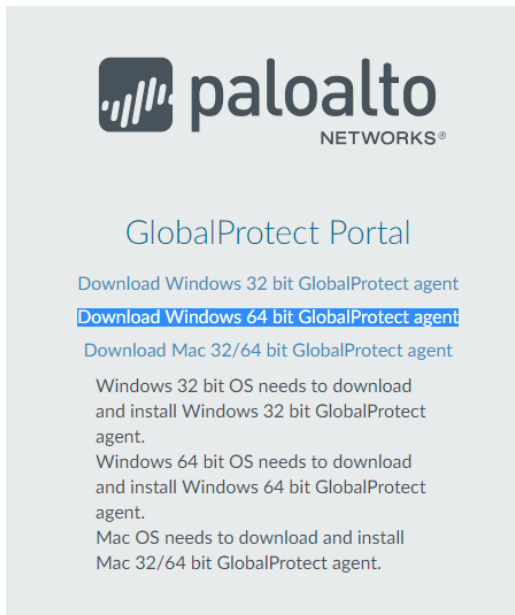 paloalto
NETWORKS®
GlobalProtect Portal
Download Windows 32 bit GlobalProtect agent
Download Windows 64 bit GlobalProtect agent
Download Mac 32/64 bit GlobalProtect agent
Windows 32 bit OS needs to download
and install Windows 32 bit GlobalProtect
agent.
Windows 64 bit OS needs to download
and install Windows 64 bit GlobalProtect
agent.
Mac OS needs to download and install
Mac 32/64 bit GlobalProtect agent.